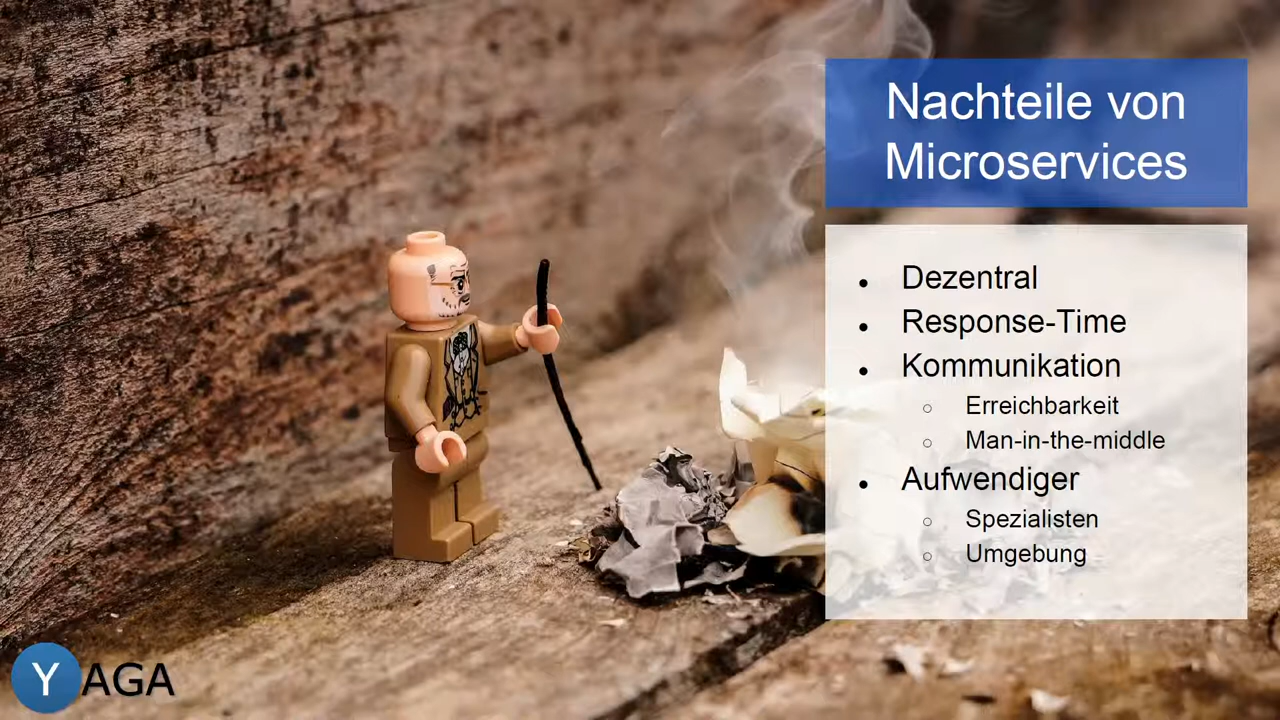 Nachteile von
Microservices
● Dezentral
● Response-Time
● Kommunikation
○ Erreichbarkeit
○ Man-in-the-middle
● Aufwendiger
○ Spezialisten
○ Umgebung
YAGA